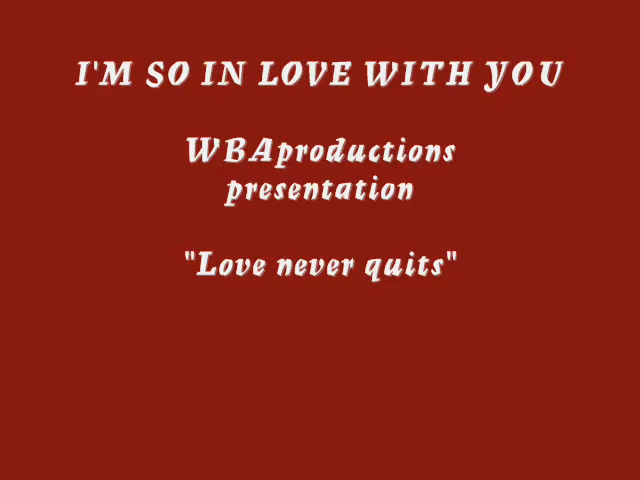 I'M SO IN LOVE WITH YOU
WBAproductions
presentation
"Love never quits"